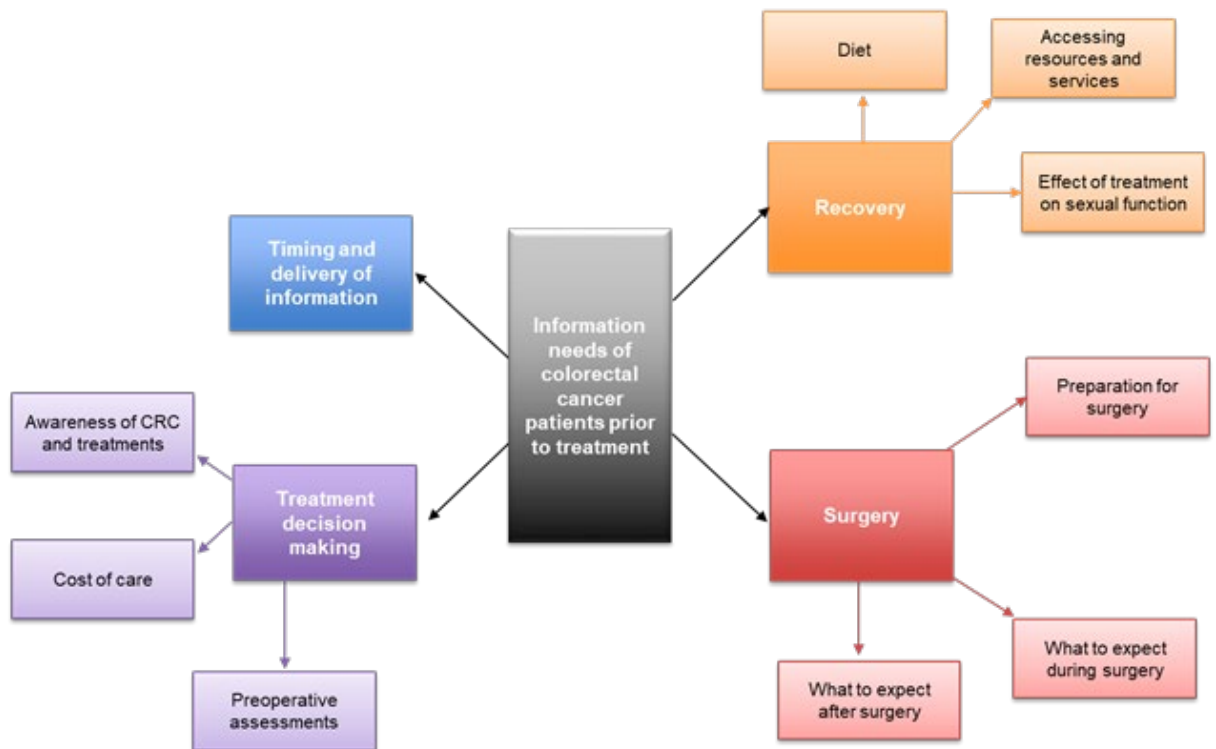 Diet
Accessing
resources and
services
Recovery
Effect of treatment
on sexual function
Timing and
delivery of
information
Information
needs of
colorectal
cancer
patients prior
to treatment
Preparation for
surgery
Awareness of CRC
and treatments
Treatment
decision
making
Surgery
Cost of care
What to expect
during surgery
What to expect
after surgery
Preoperative
assessments